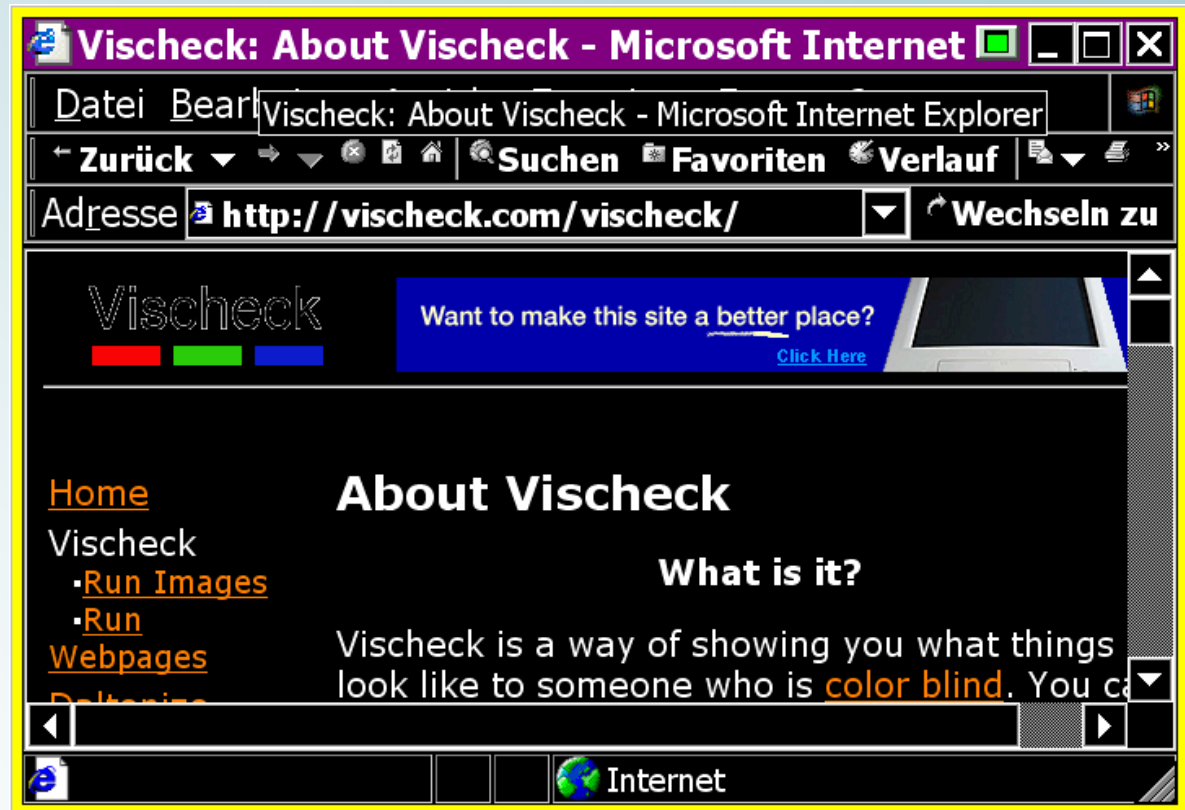 Vischeck: About Vischeck - Microsoft Internet
Datei Bear
Vischeck: About Vischeck - Microsoft Internet Explorer
Zurück Suchen Favoriten Verlauf »
Adresse http://vischeck.com/vischeck/ Wechseln zu
Vischeck
Want to make this site a better place?
Click Here
Home
Vischeck
Run Images
Run
Webpages
Daltonize
About Vischeck
What is it?
Vischeck is a way of showing you what things
look like to someone who is color blind. You ca
Internet